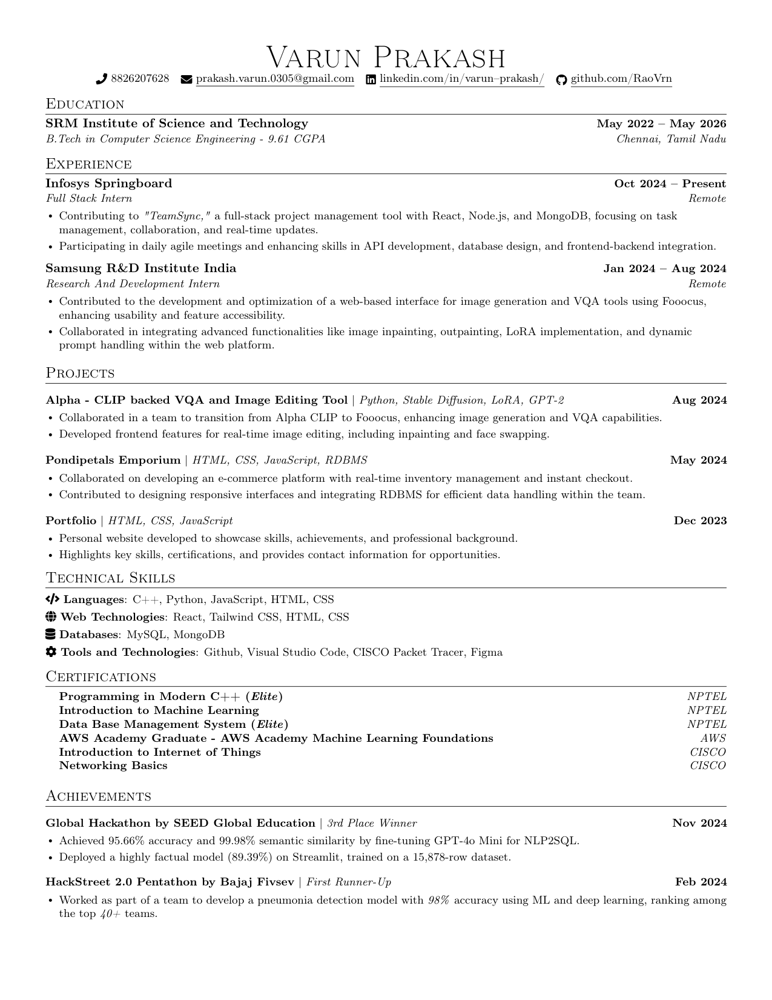 Varun Prakash
8826207628 prakash.varun.0305@gmail.com linkedin.com/in/varun–prakash/ github.com/RaoVrn
Education
SRM Institute of Science and Technology May 2022 – May 2026
B.Tech in Computer Science Engineering - 9.61 CGPA Chennai, Tamil Nadu
Experience
Infosys Springboard Oct 2024 – Present
Full Stack Intern Remote
• Contributing to "TeamSync," a full-stack project management tool with React, Node.js, and MongoDB, focusing on task
management, collaboration, and real-time updates.
• Participating in daily agile meetings and enhancing skills in API development, database design, and frontend-backend integration.
Samsung R&D Institute India Jan 2024 – Aug 2024
Research And Development Intern Remote
• Contributed to the development and optimization of a web-based interface for image generation and VQA tools using Fooocus,
enhancing usability and feature accessibility.
• Collaborated in integrating advanced functionalities like image inpainting, outpainting, LoRA implementation, and dynamic
prompt handling within the web platform.
Projects
Alpha - CLIP backed VQA and Image Editing Tool | Python, Stable Diffusion, LoRA, GPT-2 Aug 2024
• Collaborated in a team to transition from Alpha CLIP to Fooocus, enhancing image generation and VQA capabilities.
• Developed frontend features for real-time image editing, including inpainting and face swapping.
Pondipetals Emporium | HTML, CSS, JavaScript, RDBMS May 2024
• Collaborated on developing an e-commerce platform with real-time inventory management and instant checkout.
• Contributed to designing responsive interfaces and integrating RDBMS for efficient data handling within the team.
Portfolio | HTML, CSS, JavaScript Dec 2023
• Personal website developed to showcase skills, achievements, and professional background.
• Highlights key skills, certifications, and provides contact information for opportunities.
Technical Skills
Languages: C++, Python, JavaScript, HTML, CSS
Web Technologies: React, Tailwind CSS, HTML, CSS
Databases: MySQL, MongoDB
Tools and Technologies: Github, Visual Studio Code, CISCO Packet Tracer, Figma
Certifications
Programming in Modern C++ (Elite) NPTEL
Introduction to Machine Learning NPTEL
Data Base Management System (Elite) NPTEL
AWS Academy Graduate - AWS Academy Machine Learning Foundations AWS
Introduction to Internet of Things CISCO
Networking Basics CISCO
Achievements
Global Hackathon by SEED Global Education | 3rd Place Winner Nov 2024
• Achieved 95.66% accuracy and 99.98% semantic similarity by fine-tuning GPT-4o Mini for NLP2SQL.
• Deployed a highly factual model (89.39%) on Streamlit, trained on a 15,878-row dataset.
HackStreet 2.0 Pentathon by Bajaj Fivsev | First Runner-Up Feb 2024
• Worked as part of a team to develop a pneumonia detection model with 98% accuracy using ML and deep learning, ranking among
the top 40+ teams.